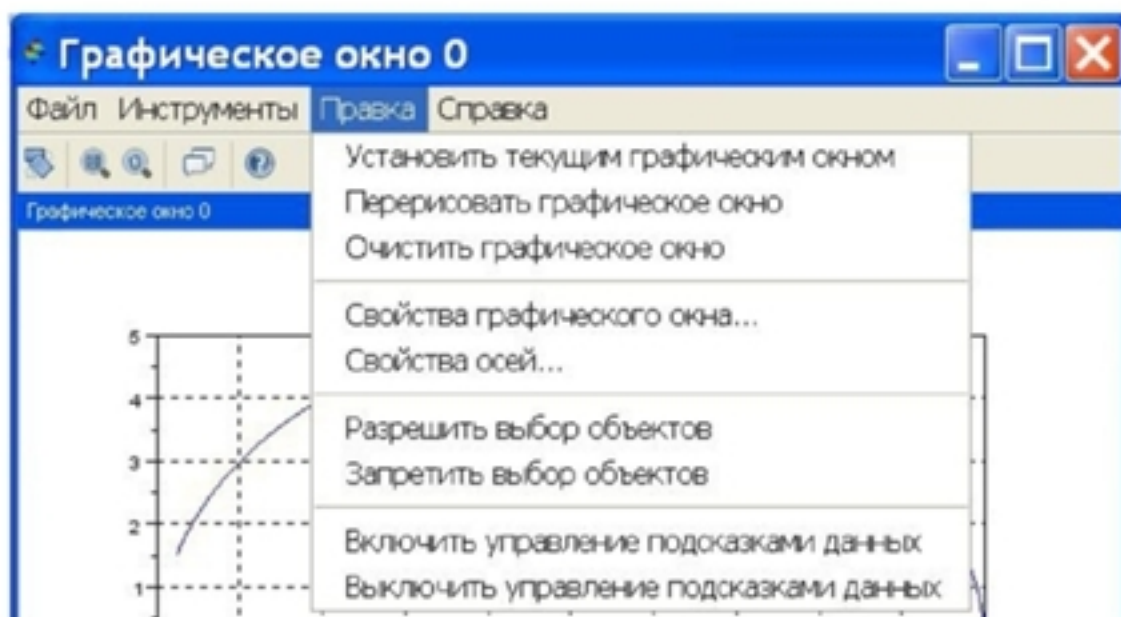 Графическое окно 0
Файл Инструменты Правка Справка
Графическое окно 0
Установить текущим графическим окном
Перерисовать графическое окно
Очистить графическое окно
Свойства графического окна...
Свойства осей...
Разрешить выбор объектов
Запретить выбор объектов
Включить управление подсказками данных
Выключить управление подсказками данных
5
4
3
2
1